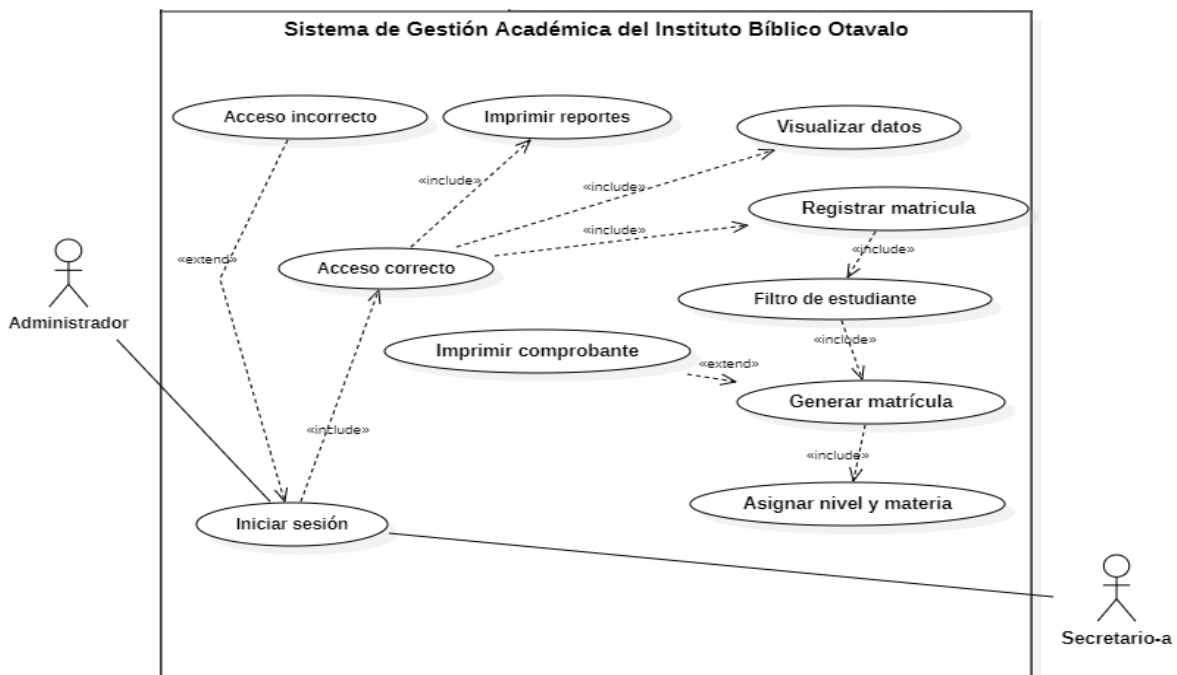 Sistema de Gestión Académica del Instituto Bíblico Otavalo
Acceso incorrecto
Imprimir reportes
Visualizar datos
«include»
«include»
Registrar matricula
«include»
«include»
«extend»
Acceso correcto
Administrador
Filtro de estudiante
«include»
Imprimir comprobante
«extend»
Generar matrícula
«include»
«include»
Asignar nivel y materia
Iniciar sesión
Secretario-a